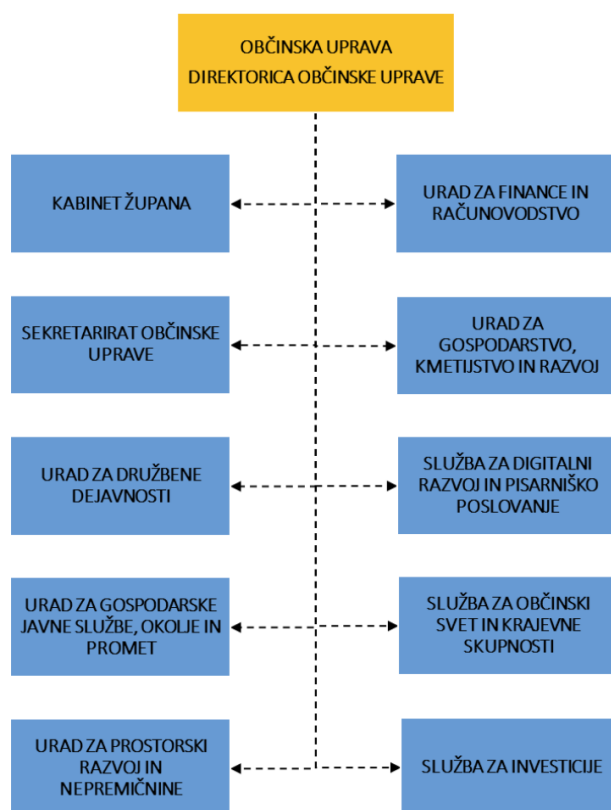 OBČINSKA UPRAVA
DIREKTORICA OBČINSKE UPRAVE
KABINET ŽUPANA
URAD ZA FINANCE IN
RAČUNOVODSTVO
SEKRETARIRAT OBČINSKE
UPRAVE
URAD ZA
GOSPODARSTVO,
KMETIJSTVO IN RAZVOJ
URAD ZA DRUŽBENE
DEJAVNOSTI
SLUŽBA ZA DIGITALNI
RAZVOJ IN PISARNIŠKO
POSLOVANJE
URAD ZA GOSPODARSKE
JAVNE SLUŽBE, OKOLJE IN
PROMET
SLUŽBA ZA OBČINSKI
SVET IN KRAJEVNE
SKUPNOSTI
URAD ZA PROSTORSKI
RAZVOJ IN
NEPREMIČNINE
SLUŽBA ZA INVESTICIJE